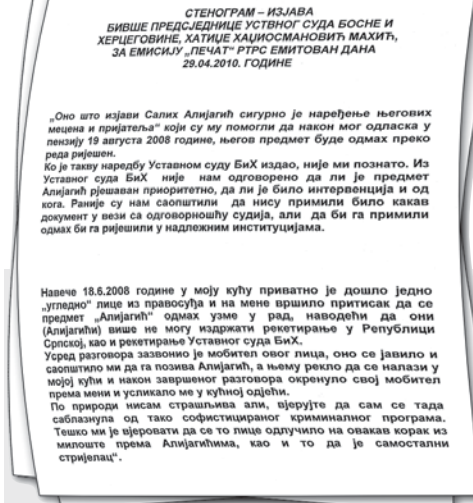 СТЕНОГРАМ – ИЗЈАВА
БИВШЕ ПРЕДСЈЕДНИЦЕ УСТВНОГ СУДА БОСНЕ И
ХЕРЦЕГОВИНЕ, ХАТИЏЕ ХАЏИОСМАНОВИЋ МАХИЋ,
ЗА ЕМИСИЈУ „ПЕЧАТ“ РТРС ЕМИТОВАН ДАНА
29.04.2010. ГОДИНЕ
„Оно што изјави Салих Алијагић сигурно је наређење његових
мецена и пријатеља“ који су му помогли да након мог одласка у
пензију 19 августа 2008 године, његов предмет буде одмах преко
реда ријешен.
Ко је такву наредбу Уставном суду БиХ издао, није ми познато. Из
Уставног суда БиХ није нам одговорено да ли је предмет
Алијагић рјешаван приоритетно, да ли је било интервенција и од
кога. Раније су нам саопштили да нису примили било какав
документ у вези са одговорношћу судија, али да би га примили
одмах би га ријешили у надлежним институцијама.
Навече 18.6.2008 године у моју кућу приватно је дошло једно
„угледно“ лице из правосуђа и на мене вршило притисак да се
предмет „Алијагић“ одмах узме у рад, наводећи да они
(Алијагићи) више не могу издржати рекетирање у Републици
Српској, као и рекетирање Уставног суда БиХ.
Усред разговора зазвонио је мобител овог лица, оно се јавило и
саопштило ми да га позива Алијагић, а њему рекло да се налази у
мојој кући и након завршеног разговора окренуло свој мобител
према мени и усликало ме у кућној одјећи.
По природи нисам страшљива али, вјерујте да сам се тада
саблазнула од тако софистицираног криминалног програма.
Тешко ми је вјеровати да се то лице одлучило на овакав корак из
милоште према Алијагићима, као и то да је самостални
стријелац“.